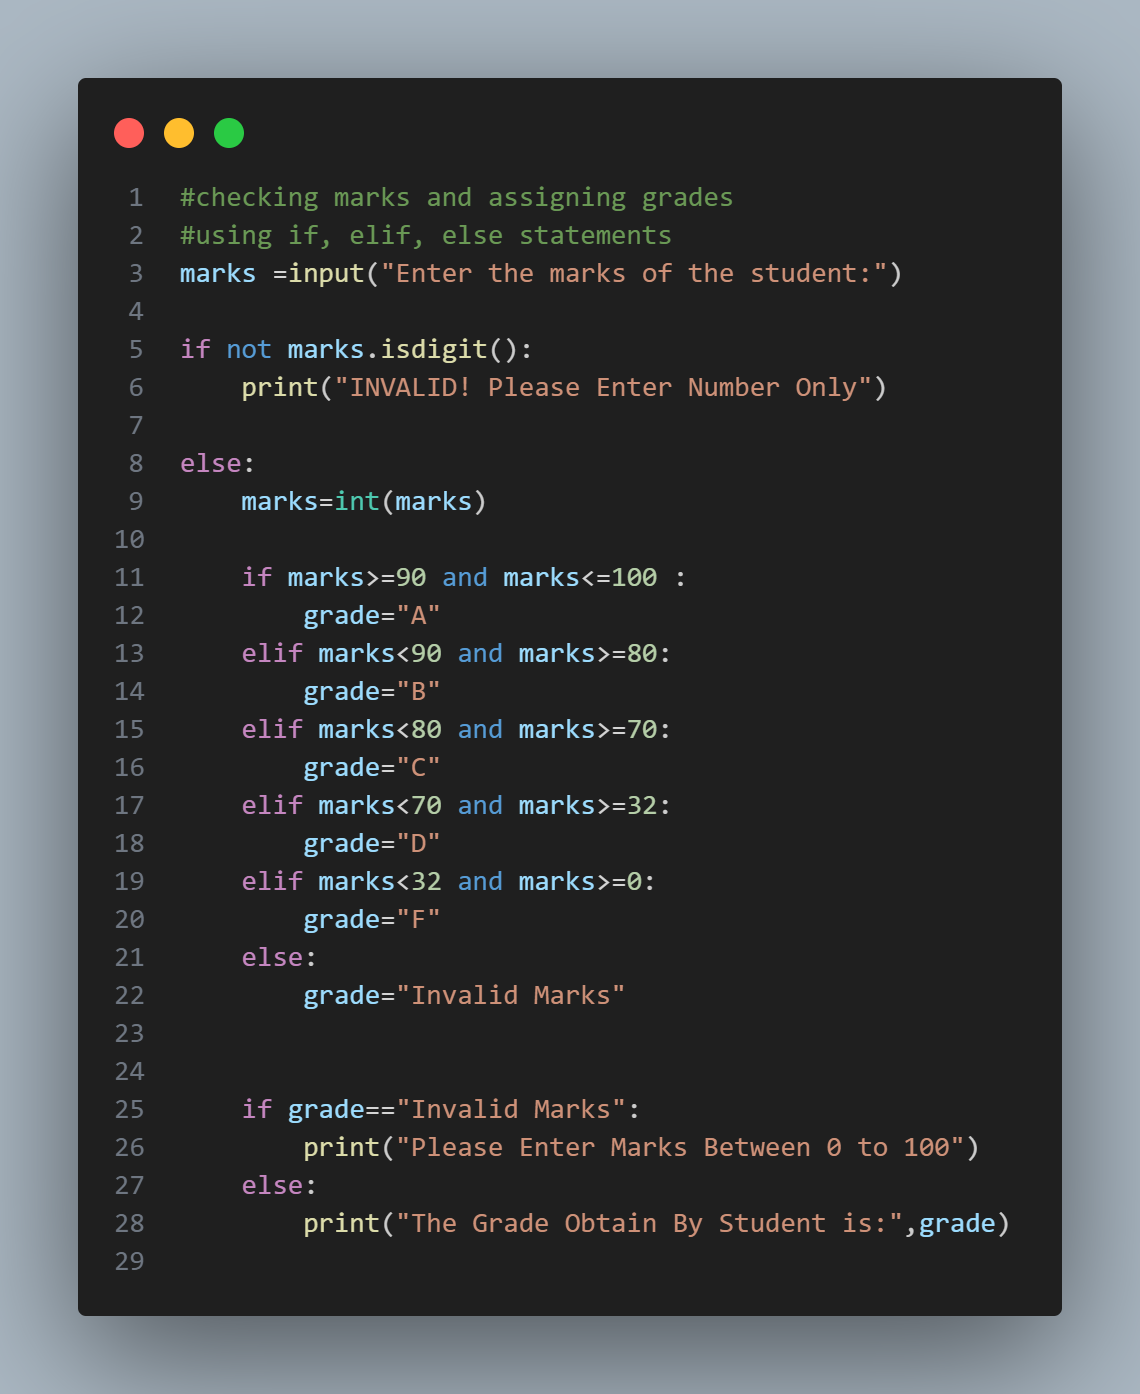 1 #checking marks and assigning grades
2 #using if, elif, else statements
3 marks =input("Enter the marks of the student:")
4
5 if not marks.isdigit():
6     print("INVALID! Please Enter Number Only")
7
8 else:
9     marks=int(marks)
10
11     if marks>=90 and marks<=100 :
12         grade="A"
13     elif marks<90 and marks>=80:
14         grade="B"
15     elif marks<80 and marks>=70:
16         grade="C"
17     elif marks<70 and marks>=32:
18         grade="D"
19     elif marks<32 and marks>=0:
20         grade="F"
21     else:
22         grade="Invalid Marks"
23
24
25     if grade=="Invalid Marks":
26         print("Please Enter Marks Between 0 to 100")
27     else:
28         print("The Grade Obtain By Student is:",grade)
29